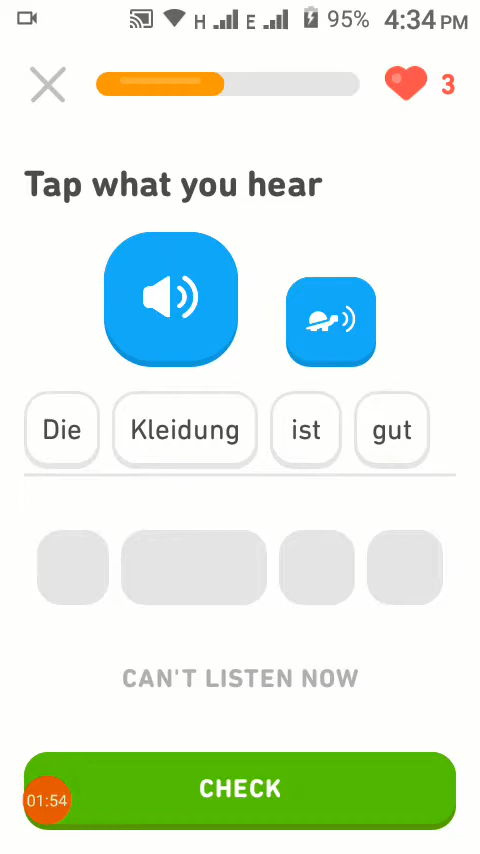 H E 95% 4:34 PM
3
Tap what you hear
Die Kleidung ist gut
CAN'T LISTEN NOW
CHECK
01:54